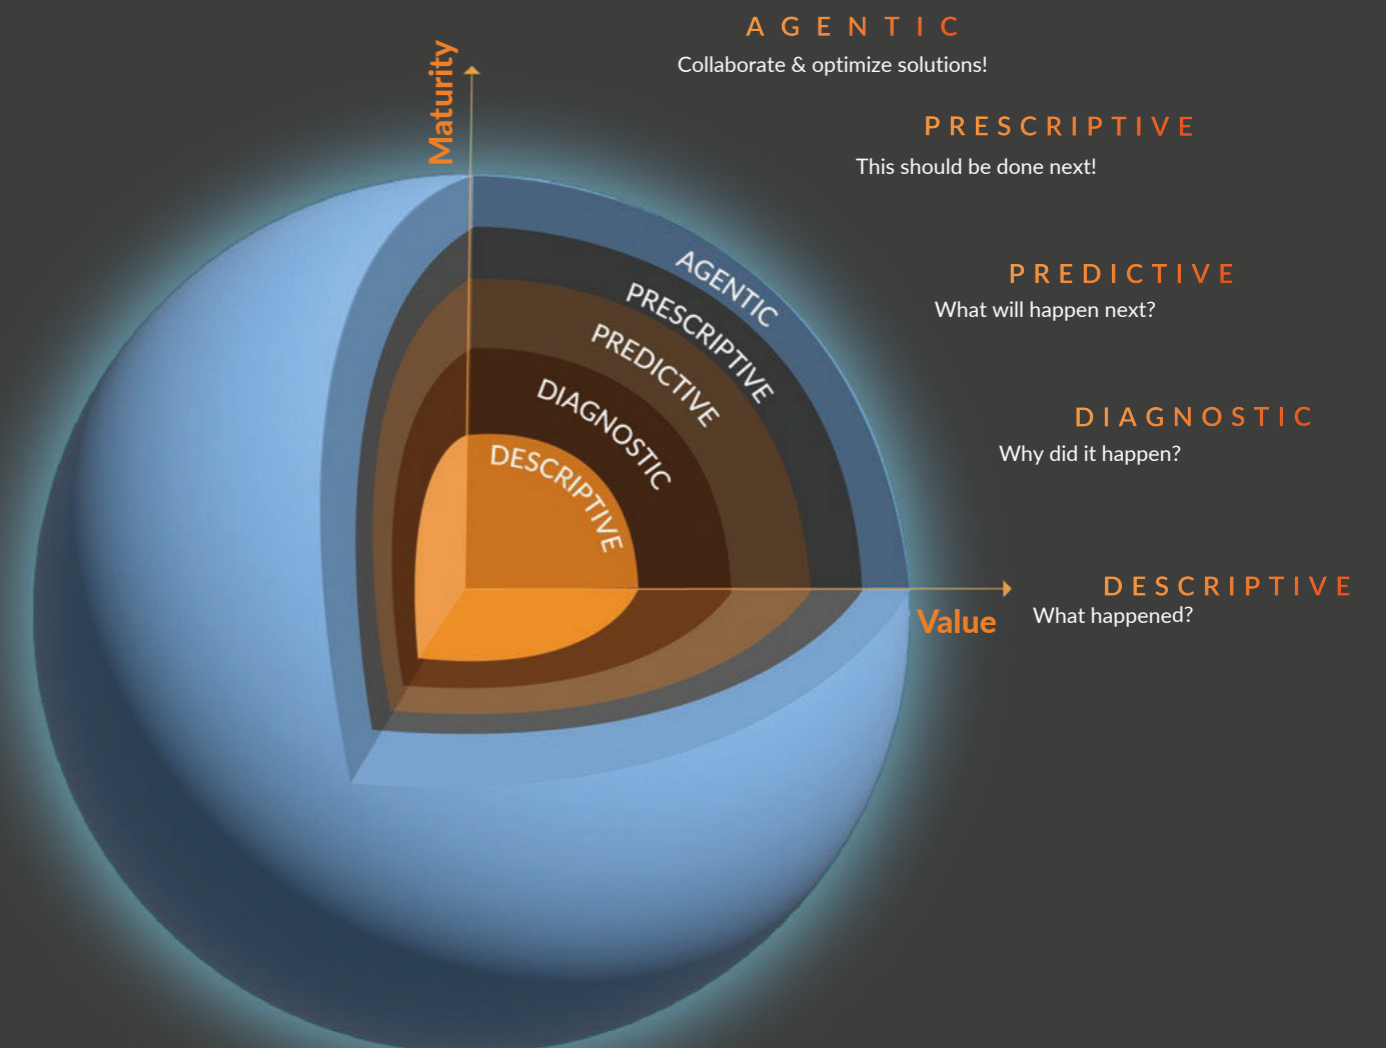 AGENTIC
Collaborate & optimize solutions!
Maturity
PRESCRIPTIVE
This should be done next!
PREDICTIVE
What will happen next?
DIAGNOSTIC
Why did it happen?
DESCRIPTIVE
What happened?
Value
AGENTIC
PRESCRIPTIVE
PREDICTIVE
DIAGNOSTIC
DESCRIPTIVE